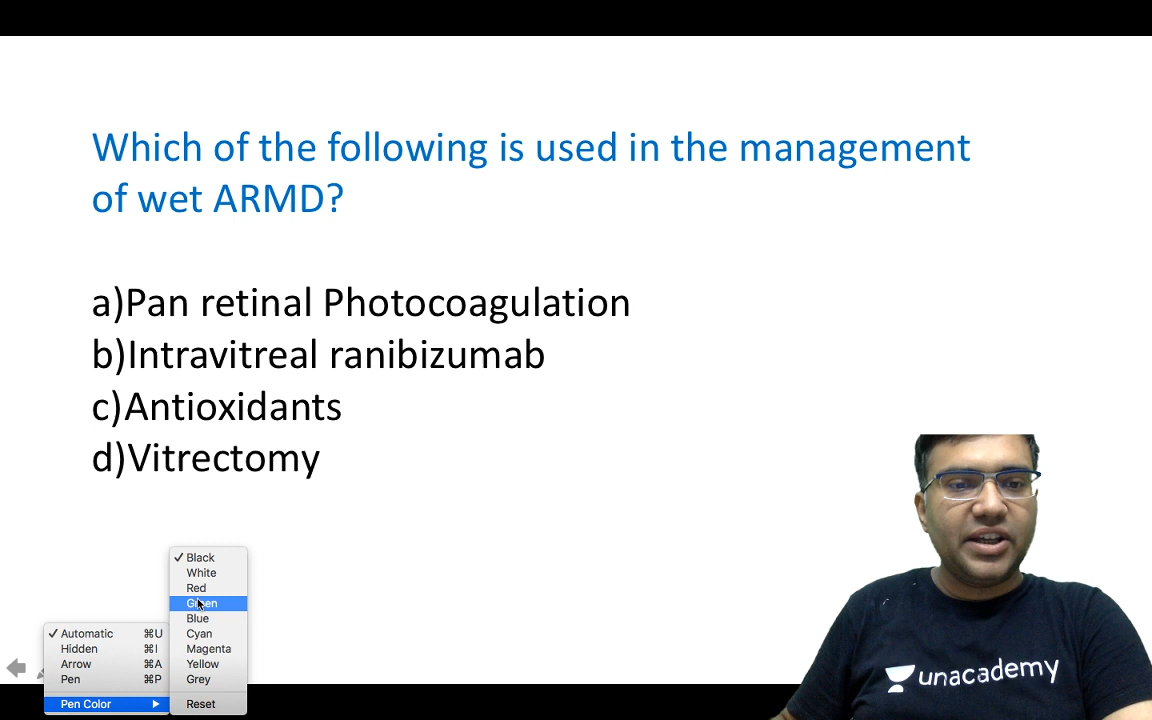 Which of the following is used in the management
of wet ARMD?
a)Pan retinal Photocoagulation
b)Intravitreal ranibizumab
c)Antioxidants
d)Vitrectomy
✓ Black
White
Red
Green
Blue
Cyan
Magenta
Yellow
Grey
Reset
✓ Automatic ⌘U
Hidden ⌘I
Arrow ⌘A
Pen ⌘P
Pen Color ▶
unacademy